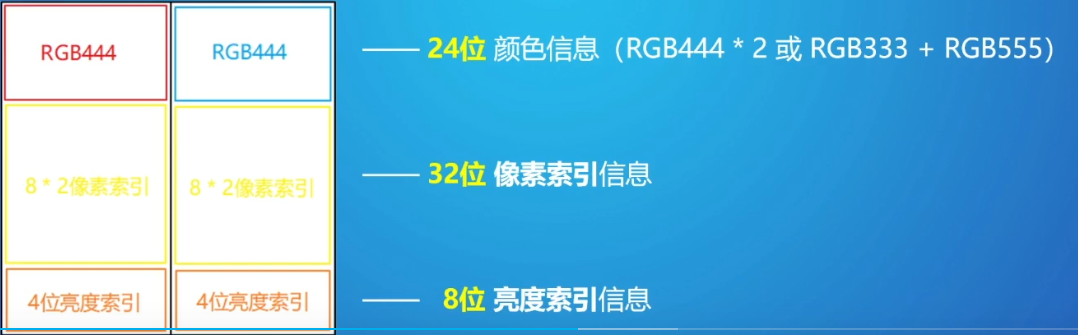 RGB444 RGB444 24位 颜色信息（RGB444 * 2 或 RGB333 + RGB555）
8 * 2像素索引 8 * 2像素索引 32位 像素索引信息
4位亮度索引 4位亮度索引 8位 亮度索引信息